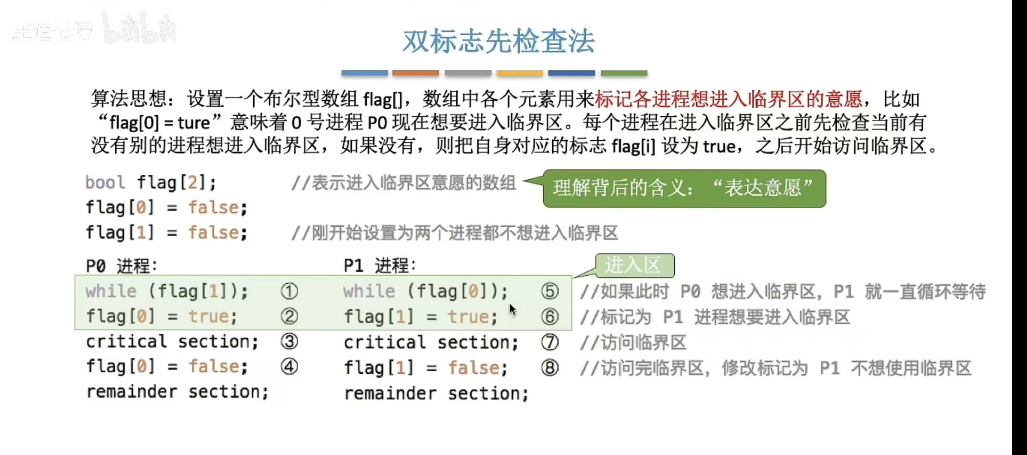 双标志先检查法
算法思想：设置一个布尔型数组 flag[]，数组中各个元素用来标记各进程想进入临界区的意愿，比如
“flag[0] = ture”意味着 0 号进程 P0 现在想要进入临界区。每个进程在进入临界区之前先检查当前有
没有别的进程想进入临界区，如果没有，则把自身对应的标志 flag[i] 设为 true，之后开始访问临界区。
bool flag[2]; //表示进入临界区意愿的数组 理解背后的含义：“表达意愿”
flag[0] = false;
flag[1] = false; //刚开始设置为两个进程都不想进入临界区
P0 进程: P1 进程: 进入区
while (flag[1]); ① while (flag[0]); ⑤ //如果此时 P0 想进入临界区，P1 就一直循环等待
flag[0] = true; ② flag[1] = true; ⑥ //标记为 P1 进程想要进入临界区
critical section; ③ critical section; ⑦ //访问临界区
flag[0] = false; ④ flag[1] = false; ⑧ //访问完临界区，修改标记为 P1 不想使用临界区
remainder section; remainder section;